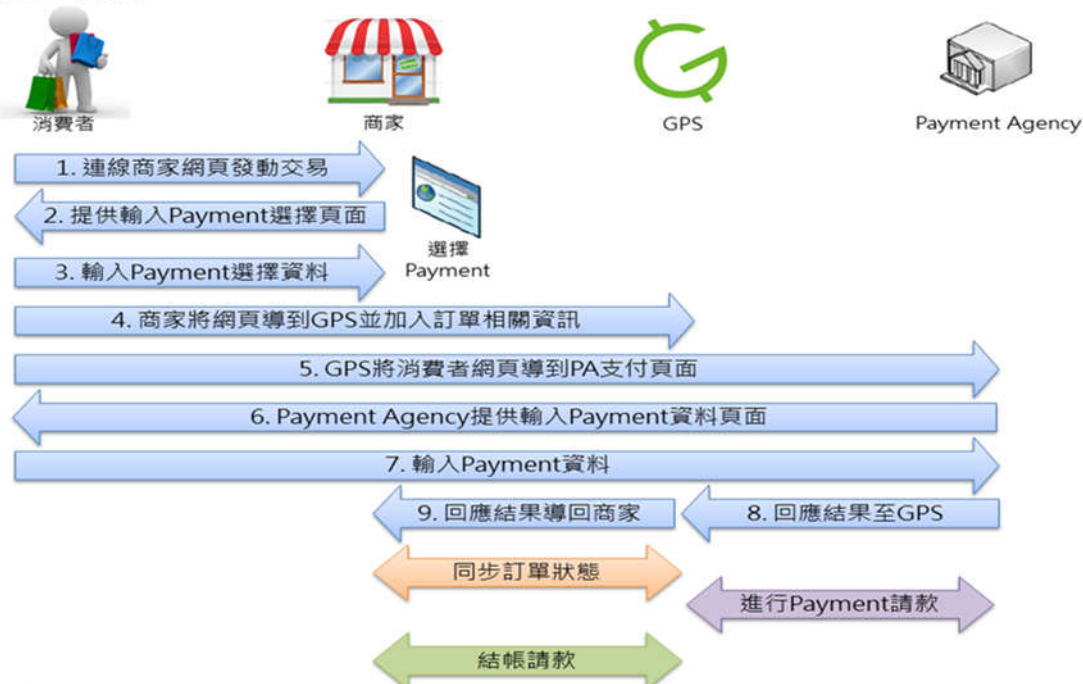 消費者
商家
GPS
Payment Agency
1. 連線商家網頁發動交易
2. 提供輸入Payment選擇頁面
選擇
Payment
3. 輸入Payment選擇資料
4. 商家將網頁導到GPS並加入訂單相關資訊
5. GPS將消費者網頁導到PA支付頁面
6. Payment Agency提供輸入Payment資料頁面
7. 輸入Payment資料
9. 回應結果導回商家
8. 回應結果至GPS
同步訂單狀態
進行Payment請款
結帳請款